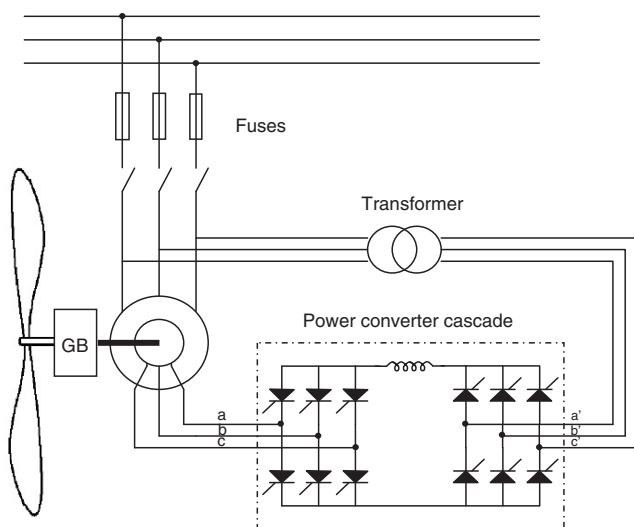 Fuses
Transformer
GB
Power converter cascade
a
b
c
a'
b'
c'